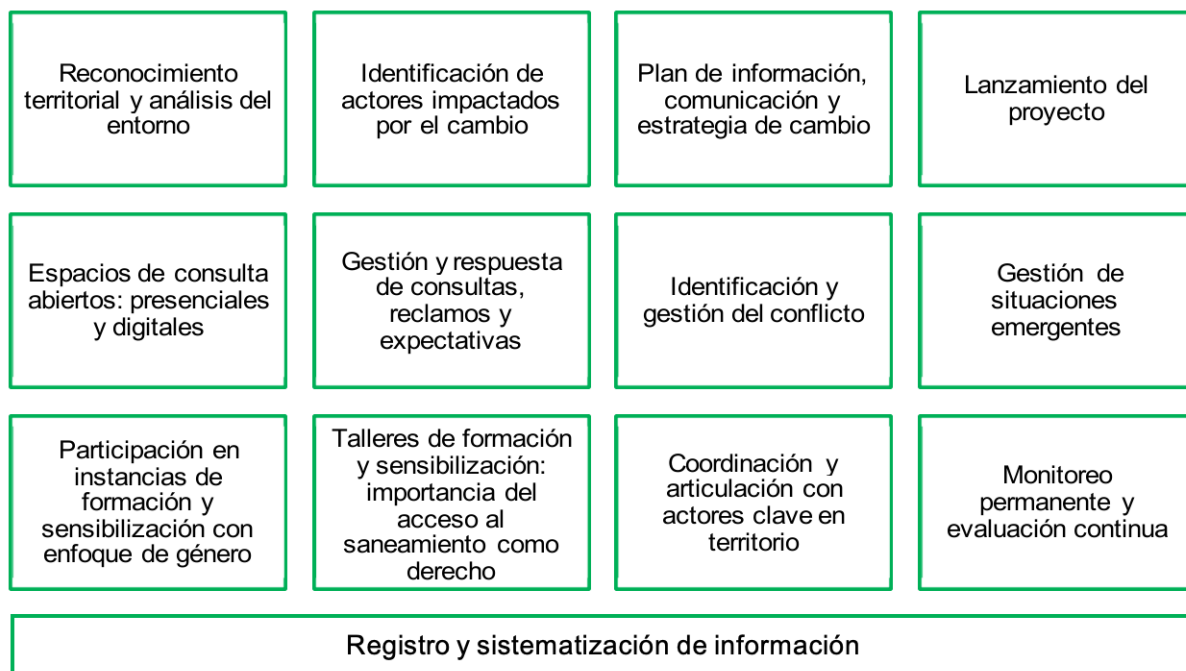 Reconocimiento
territorial y análisis del
entorno
Identificación de
actores impactados
por el cambio
Plan de información,
comunicación y
estrategia de cambio
Lanzamiento del
proyecto
Espacios de consulta
abiertos: presenciales
y digitales
Gestión y respuesta
de consultas,
reclamos y
expectativas
Identificación y
gestión del conflicto
Gestión de
situaciones
emergentes
Participación en
instancias de
formación y
sensibilización con
enfoque de género
Talleres de formación
y sensibilización:
importancia del
acceso al
saneamiento como
derecho
Coordinación y
articulación con
actores clave en
territorio
Monitoreo
permanente y
evaluación continua
Registro y sistematización de información